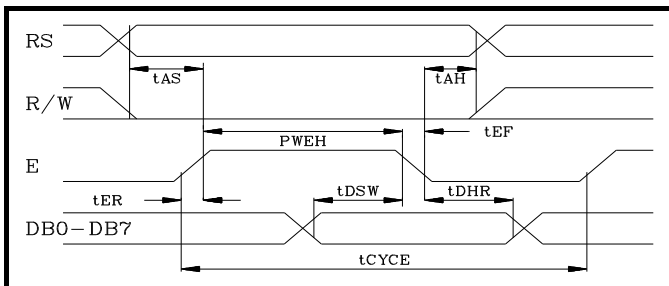 RS
tAS
tAH
R/W
PWEH
tEF
E
tER
tDSW
tDHR
DB0-DB7
tCYCE